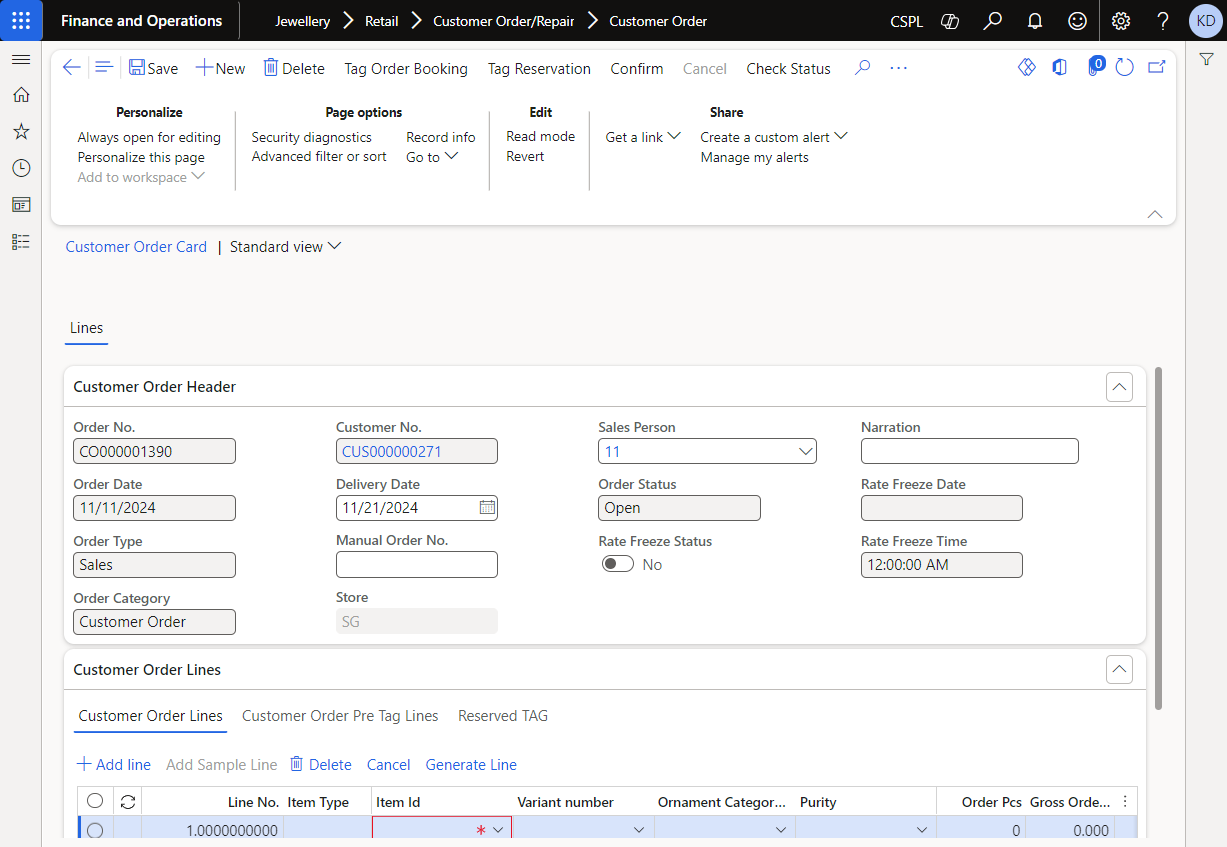 Finance and Operations
Jewellery
Retail
Customer Order/Repair
Customer Order
CSPL
KD
Save
New
Delete
Tag Order Booking
Tag Reservation
Confirm
Cancel
Check Status
0
Personalize
Always open for editing
Personalize this page
Add to workspace
Page options
Security diagnostics
Advanced filter or sort
Record info
Go to
Edit
Read mode
Revert
Share
Get a link
Create a custom alert
Manage my alerts
Customer Order Card | Standard view
Lines
Customer Order Header
Order No.
CO000001390
Order Date
11/11/2024
Order Type
Sales
Order Category
Customer Order
Customer No.
CUS000000271
Delivery Date
11/21/2024
Manual Order No.
Store
SG
Sales Person
11
Order Status
Open
Rate Freeze Status
No
Narration
Rate Freeze Date
Rate Freeze Time
12:00:00 AM
Customer Order Lines
Customer Order Lines Customer Order Pre Tag Lines Reserved TAG
Add line Add Sample Line Delete Cancel Generate Line
Line No. Item Type Item Id Variant number Ornament Categor... Purity Order Pcs Gross Orde...
1.0000000000 * 0 0.000